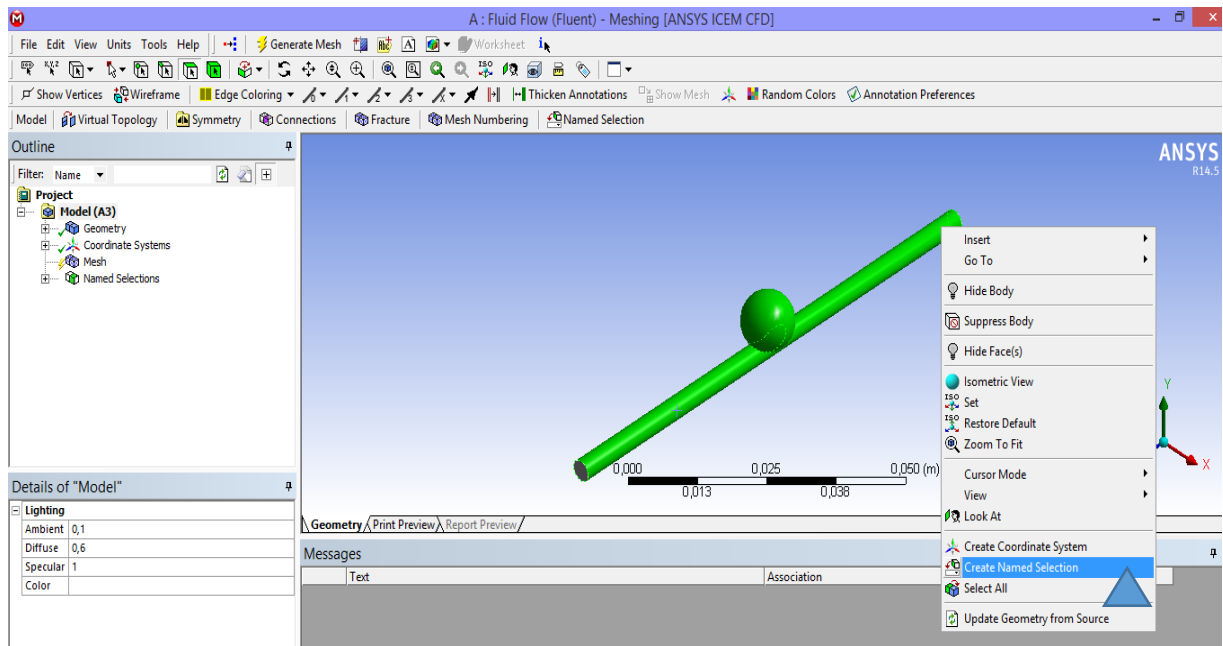 A : Fluid Flow (Fluent) - Meshing [ANSYS ICEM CFD]
File Edit View Units Tools Help Generate Mesh Worksheet
Show Vertices Wireframe Edge Coloring Thicken Annotations Show Mesh Random Colors Annotation Preferences
Model Virtual Topology Symmetry Connections Fracture Mesh Numbering Named Selection
Outline
Filter: Name
Project
Model (A3)
Geometry
Coordinate Systems
Mesh
Named Selections
ANSYS
R14.5
Insert
Go To
Hide Body
Suppress Body
Hide Face(s)
Isometric View
ISO Set
ISO Restore Default
Zoom To Fit
Cursor Mode
View
Look At
Create Coordinate System
Create Named Selection
Select All
Update Geometry from Source
Y
X
0,000 0,025 0,050 (m)
0,013 0,038
Geometry Print Preview Report Preview
Details of "Model"
Lighting
Ambient 0,1
Diffuse 0,6
Specular 1
Color
Messages
Text Association